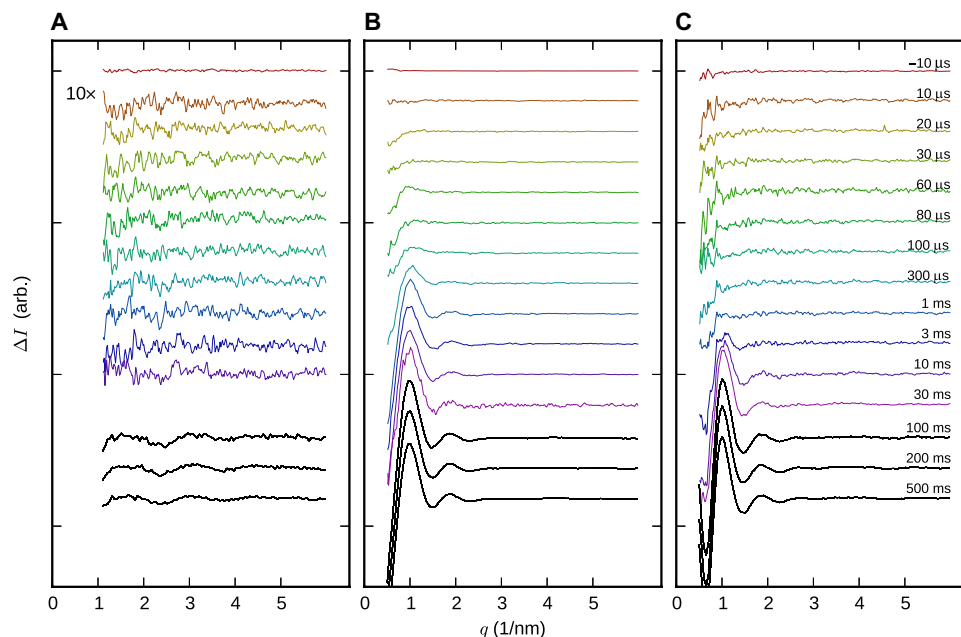 A B C
10×
−10 µs
10 µs
20 µs
30 µs
60 µs
80 µs
100 µs
300 µs
1 ms
3 ms
10 ms
30 ms
100 ms
200 ms
500 ms
ΔI (arb.)
0 1 2 3 4 5 0 1 2 3 4 5 6 0 1 2 3 4 5 6
q (1/nm)